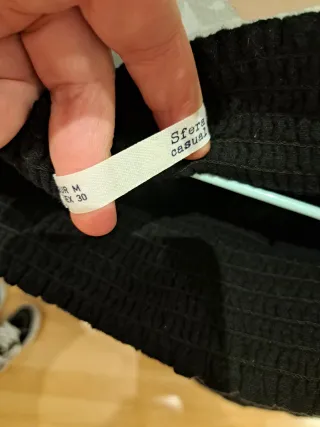 Sfera
casual
EUR M
MEX 30